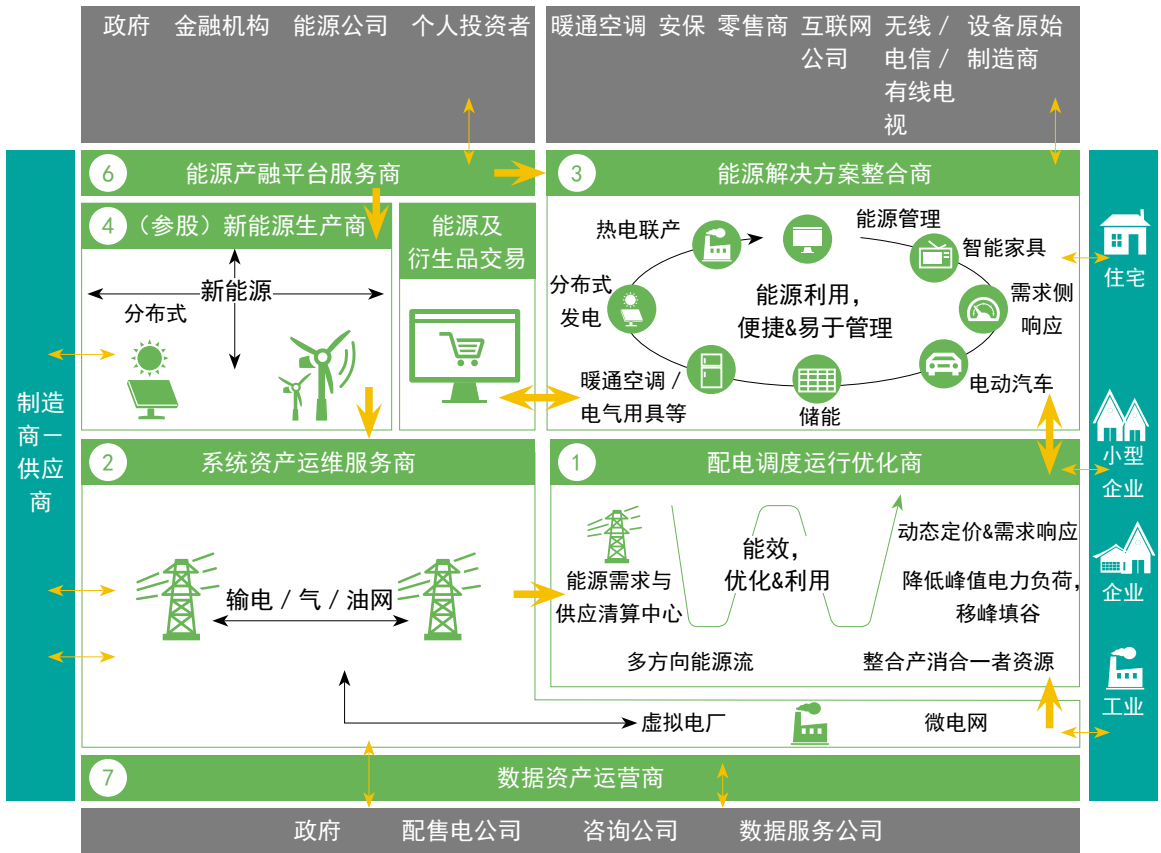 政府 金融机构 能源公司 个人投资者
暖通空调 安保 零售商 互联网公司 无线 / 电信 / 有线电视 设备原始制造商
6 能源产融平台服务商
3 能源解决方案整合商
4 （参股）新能源生产商
能源及
衍生品交易
新能源
分布式
热电联产
能源管理
智能家具
分布式
发电
需求侧
响应
能源利用，
便捷&易于管理
暖通空调 /
电气用具等
储能
电动汽车
制造
商－
供应
商
住宅
小型
企业
企业
工业
2 系统资产运维服务商
1 配电调度运行优化商
输电 / 气 / 油网
能源需求与
供应清算中心
能效，
优化&利用
动态定价&需求响应
降低峰值电力负荷，
移峰填谷
多方向能源流
整合产消合一者资源
虚拟电厂
微电网
7 数据资产运营商
政府 配售电公司 咨询公司 数据服务公司